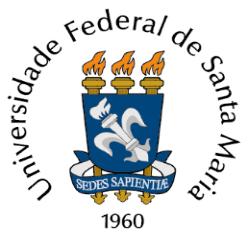 Universidade Federal de Santa Maria
SEDES SAPIENTIÆ
1960